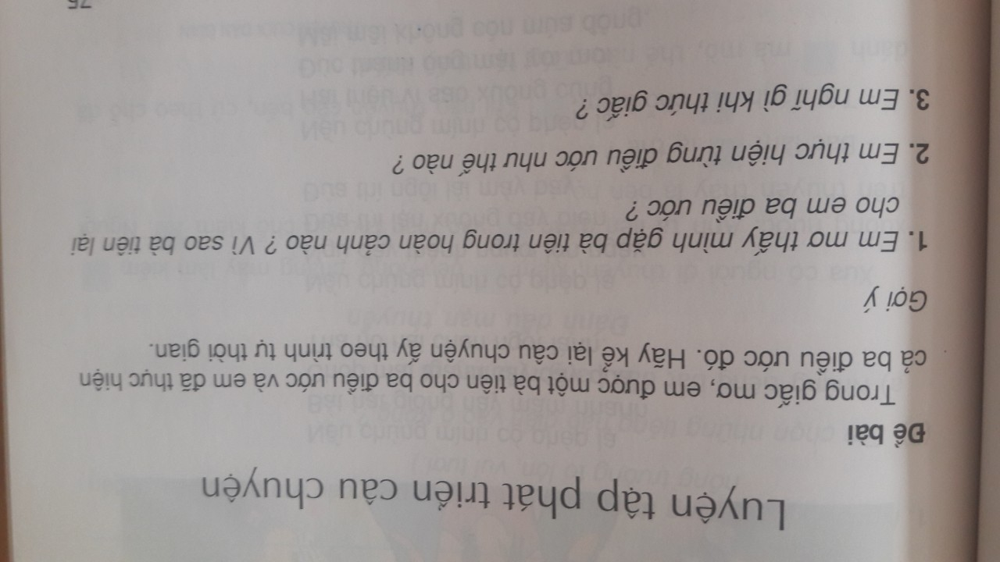 Luyện tập phát triển câu chuyện
Đề bài
Trong giấc mơ, em được một bà tiên cho ba điều ước và em đã thực hiện
cả ba điều ước đó. Hãy kể lại câu chuyện ấy theo trình tự thời gian.
Gợi ý
1. Em mơ thấy mình gặp bà tiên trong hoàn cảnh nào ? Vì sao bà tiên lại
cho em ba điều ước ?
2. Em thực hiện từng điều ước như thế nào ?
3. Em nghĩ gì khi thức giấc ?
75